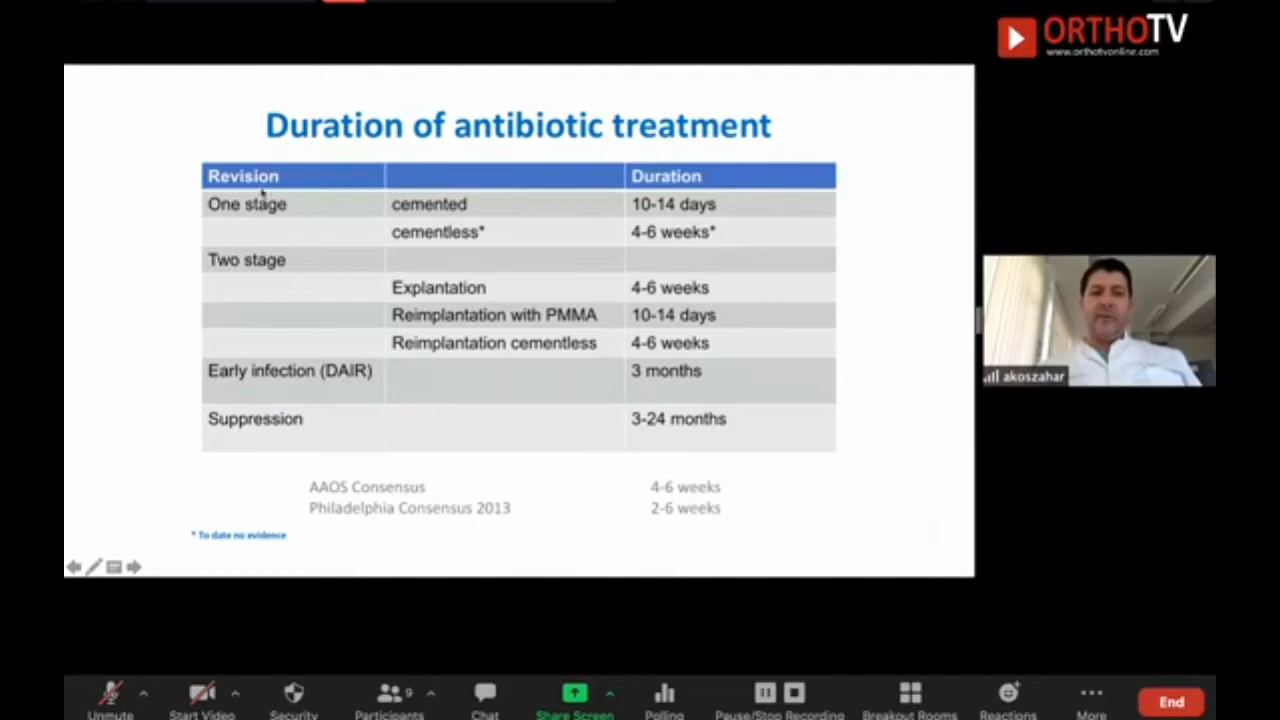 ORTHOTV
www.orthotvonline.com
Duration of antibiotic treatment
Revision Duration
One stage cemented 10-14 days
cementless* 4-6 weeks*
Two stage
Explantation 4-6 weeks
Reimplantation with PMMA 10-14 days
Reimplantation cementless 4-6 weeks
Early infection (DAIR) 3 months
Suppression 3-24 months
AAOS Consensus 4-6 weeks
Philadelphia Consensus 2013 2-6 weeks
* To date no evidence
akoszahar
9
Unmute Start Video Security Participants Chat Share Screen Polling Pause/Stop Recording Breakout Rooms Reactions More End